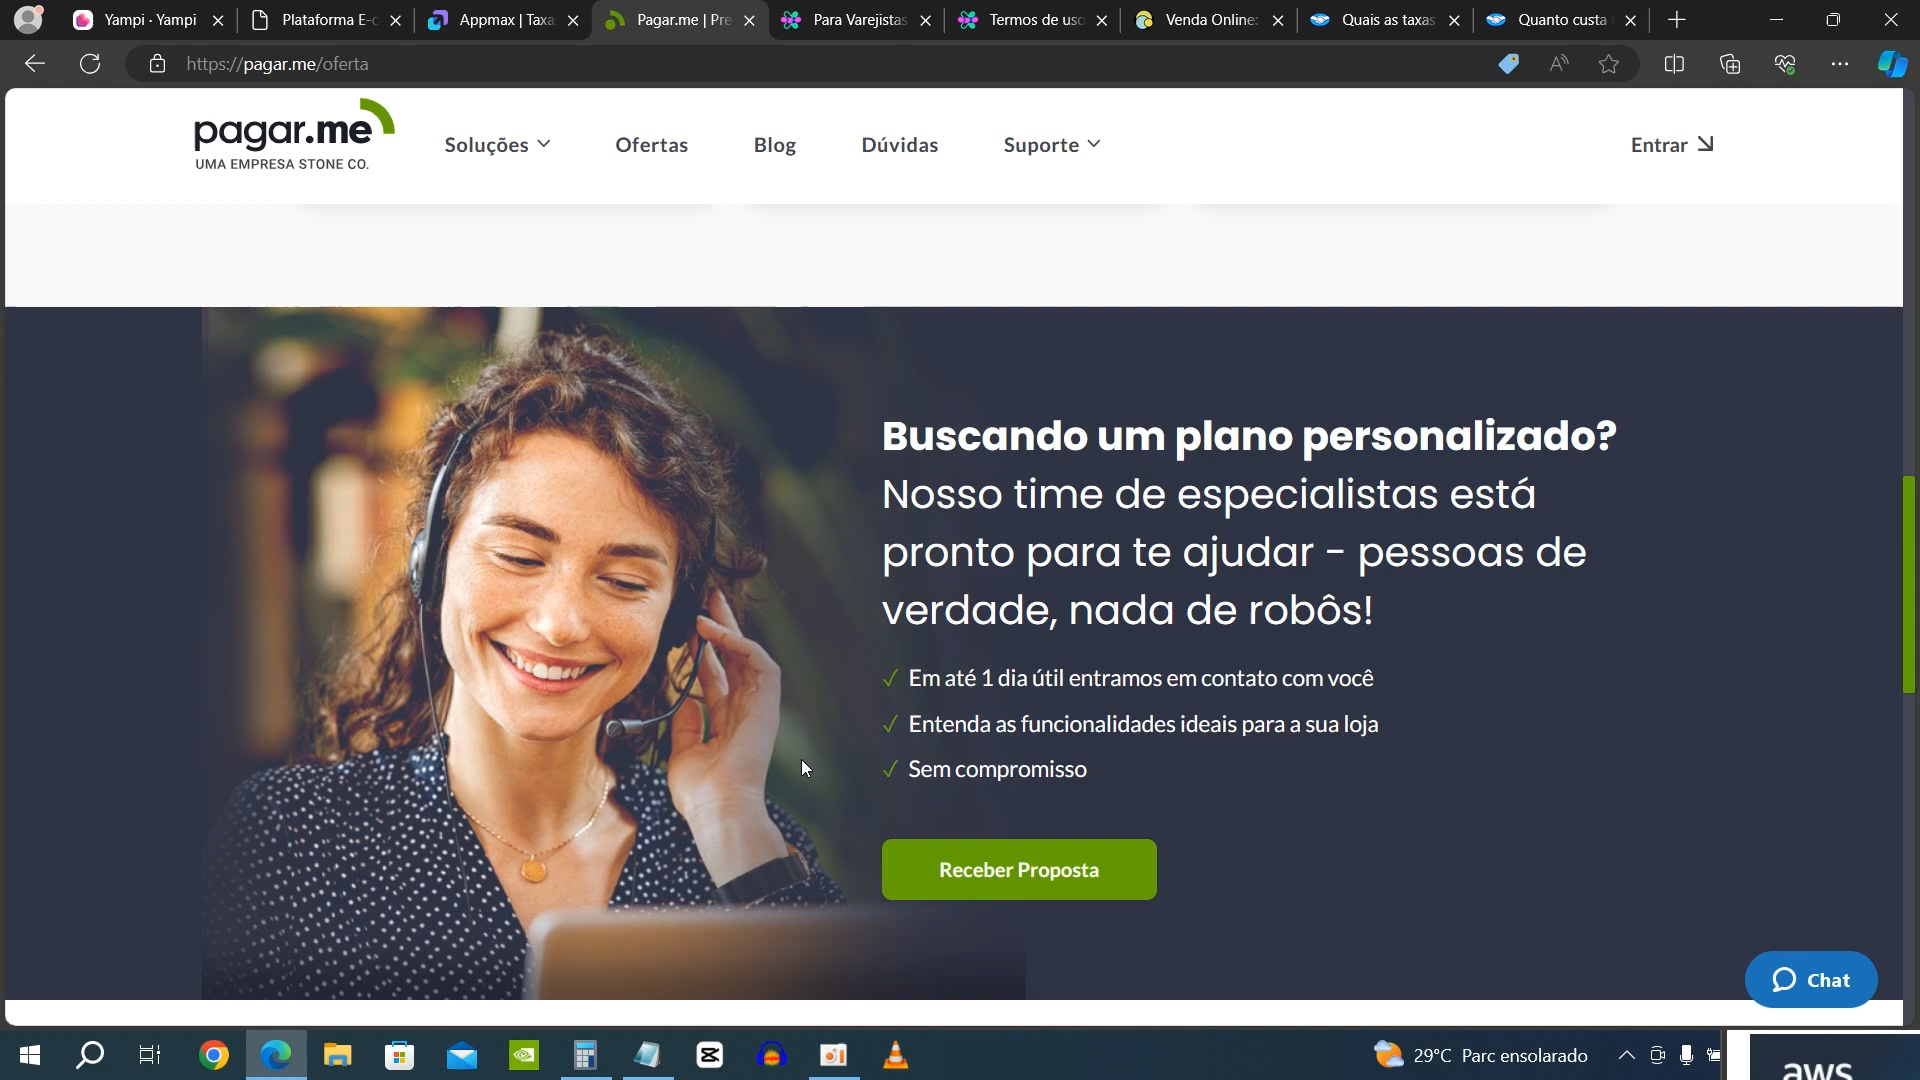 Yampi · Yampi
Plataforma E-c
Appmax | Taxa
Pagar.me | Pre
Para Varejistas
Termos de uso
Venda Online:
Quais as taxas
Quanto custa
https://pagar.me/oferta
pagar.me
UMA EMPRESA STONE CO.
Soluções
Ofertas
Blog
Dúvidas
Suporte
Entrar
Buscando um plano personalizado?
Nosso time de especialistas está
pronto para te ajudar - pessoas de
verdade, nada de robôs!
Em até 1 dia útil entramos em contato com você
Entenda as funcionalidades ideais para a sua loja
Sem compromisso
Receber Proposta
Chat
29°C Parc ensolarado
aws